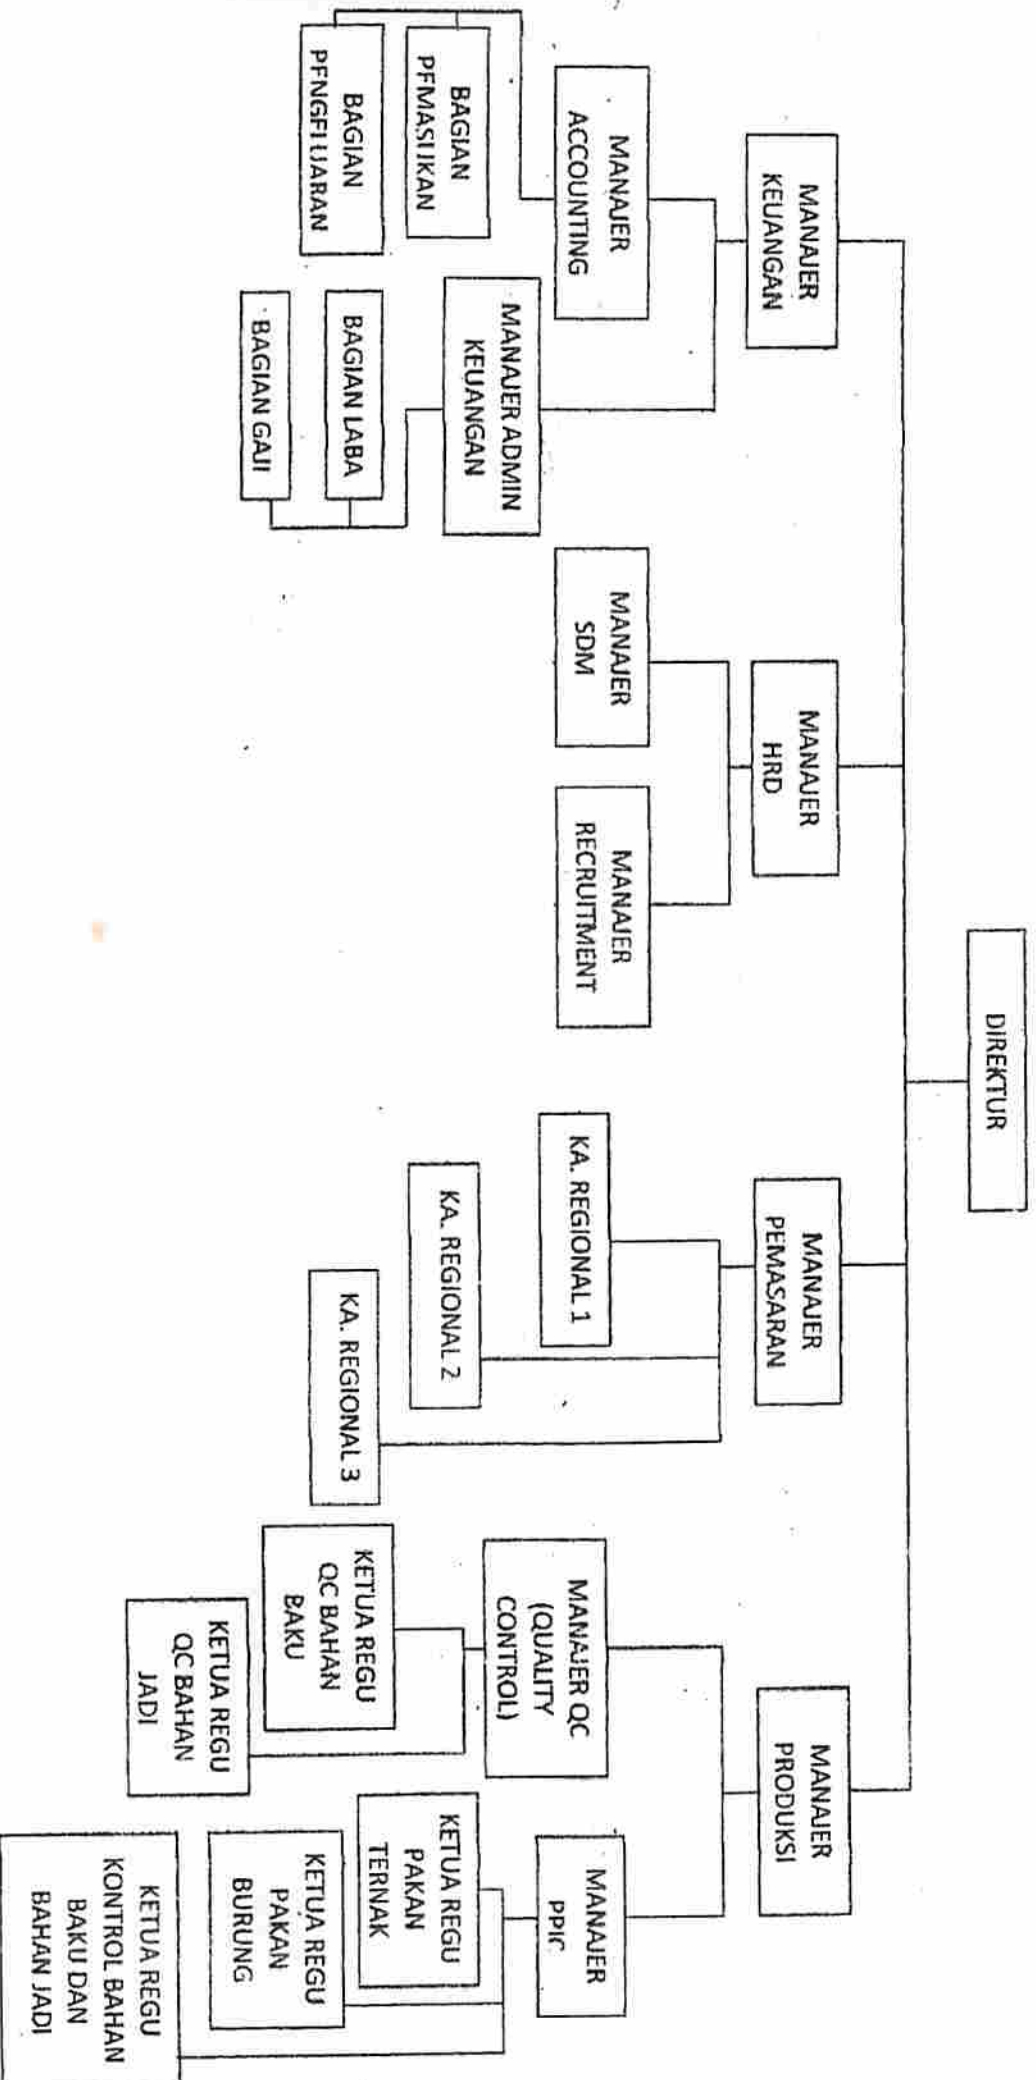 DIREKTUR
MANAJER
KEUANGAN
MANAJER
HRD
MANAJER
PEMASARAN
MANAJER
PRODUKSI
MANAJER
ACCOUNTING
MANAJER ADMIN
KEUANGAN
MANAJER
SDM
MANAJER
RECRUITMENT
KA. REGIONAL 1
KA. REGIONAL 2
KA. REGIONAL 3
MANAJER QC
(QUALITY
CONTROL)
MANAJER
PPIC
BAGIAN
PEMASUKAN
BAGIAN
PENGELUARAN
BAGIAN LABA
BAGIAN GAJI
KETUA REGU
QC BAHAN
BAKU
KETUA REGU
QC BAHAN
JADI
KETUA REGU
PAKAN
TERNAK
KETUA REGU
PAKAN
BURUNG
KETUA REGU
KONTROL BAHAN
BAKU DAN
BAHAN JADI